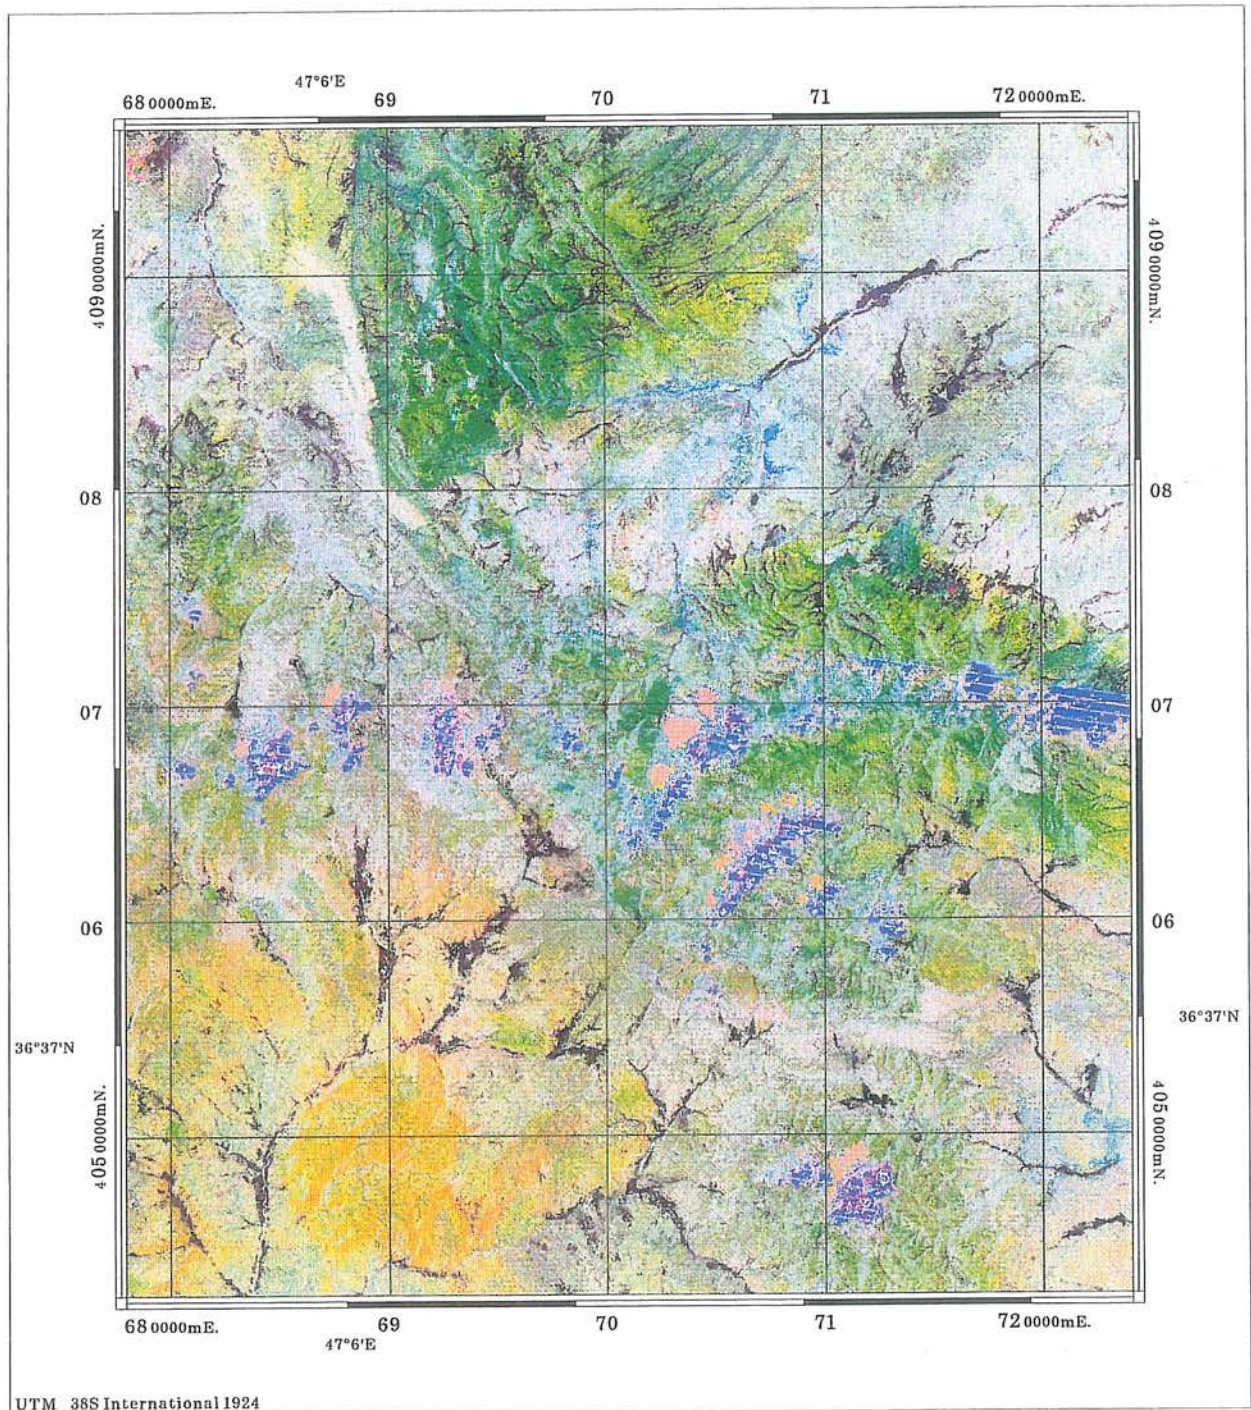 47°6'E
68 0000mE. 69 70 71 72 0000mE.
409 0000mN. 409 0000mN.
08 08
07 07
06 06
36°37'N 36°37'N
405 0000mN. 405 0000mN.
68 0000mE. 69 70 71 72 0000mE.
47°6'E
UTM 38S International 1924